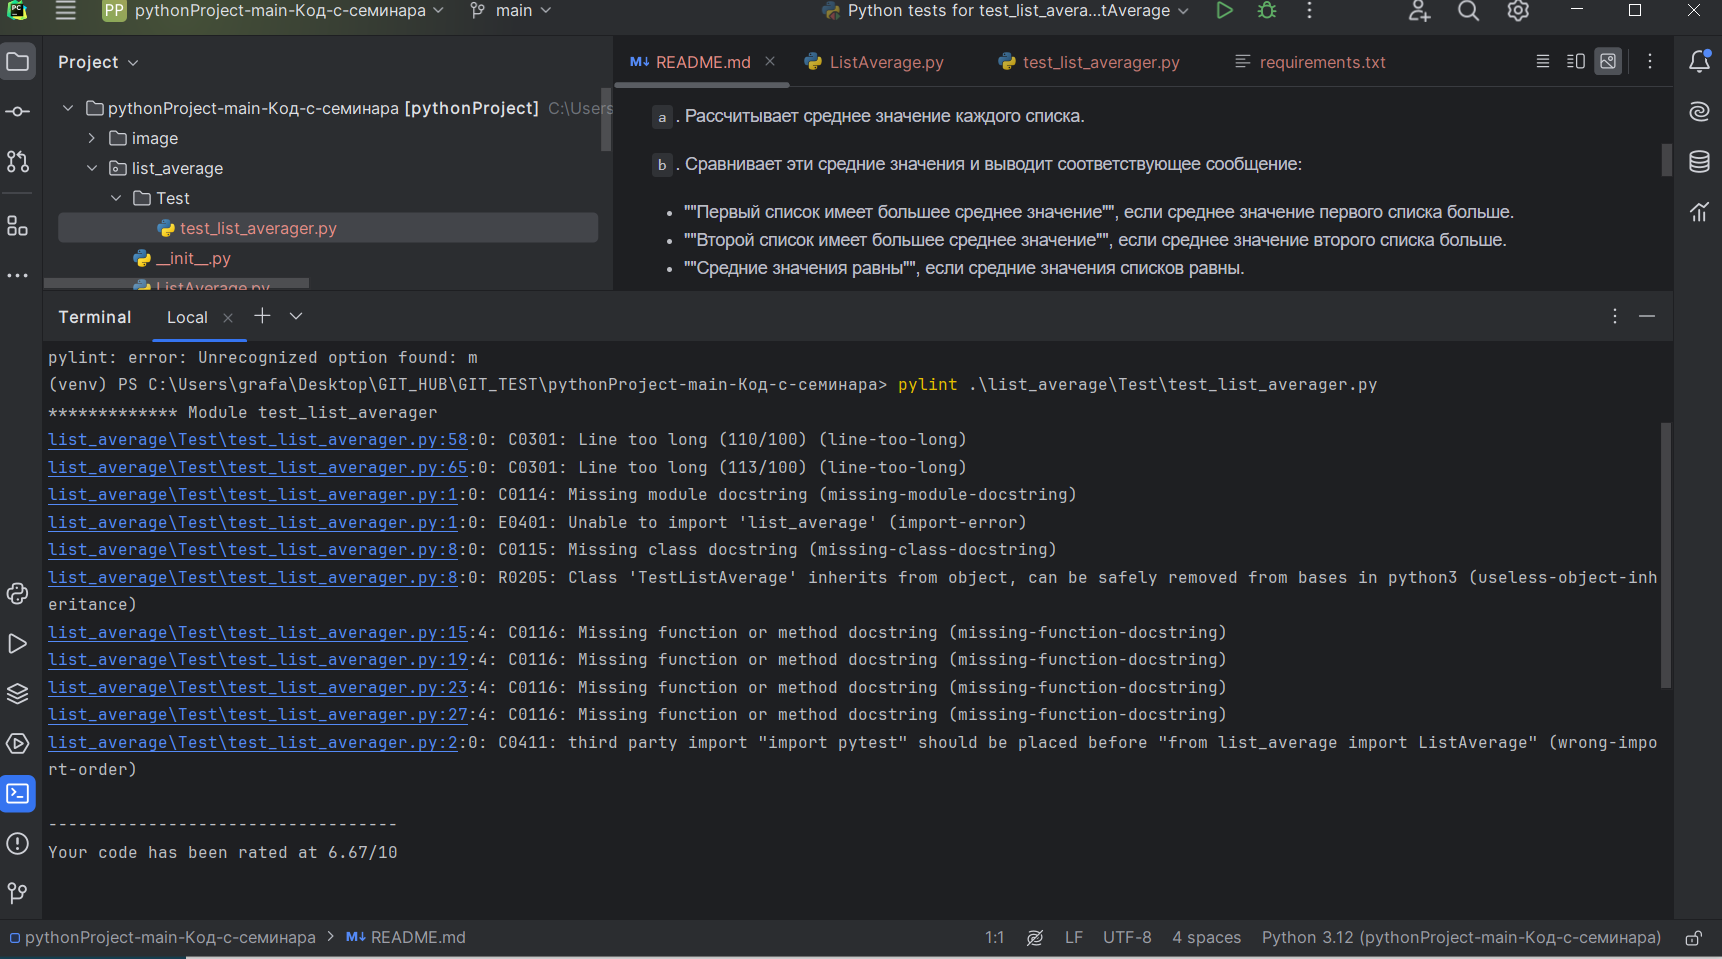 PC
PP pythonProject-main-Код-с-семинара main Python tests for test_list_avera...tAverage
Project
README.md
ListAverage.py
test_list_averager.py
requirements.txt
pythonProject-main-Код-с-семинара [pythonProject] C:\Users
image
list_average
Test
test_list_averager.py
__init__.py
ListAverage.py
a . Рассчитывает среднее значение каждого списка.
b . Сравнивает эти средние значения и выводит соответствующее сообщение:
• ""Первый список имеет большее среднее значение"", если среднее значение первого списка больше.
• ""Второй список имеет большее среднее значение"", если среднее значение второго списка больше.
• ""Средние значения равны"", если средние значения списков равны.
Terminal Local
pylint: error: Unrecognized option found: m
(venv) PS C:\Users\grafa\Desktop\GIT_HUB\GIT_TEST\pythonProject-main-Код-с-семинара> pylint .\list_average\Test\test_list_averager.py
************* Module test_list_averager
list_average\Test\test_list_averager.py:58:0: C0301: Line too long (110/100) (line-too-long)
list_average\Test\test_list_averager.py:65:0: C0301: Line too long (113/100) (line-too-long)
list_average\Test\test_list_averager.py:1:0: C0114: Missing module docstring (missing-module-docstring)
list_average\Test\test_list_averager.py:1:0: E0401: Unable to import 'list_average' (import-error)
list_average\Test\test_list_averager.py:8:0: C0115: Missing class docstring (missing-class-docstring)
list_average\Test\test_list_averager.py:8:0: R0205: Class 'TestListAverage' inherits from object, can be safely removed from bases in python3 (useless-object-inh
eritance)
list_average\Test\test_list_averager.py:15:4: C0116: Missing function or method docstring (missing-function-docstring)
list_average\Test\test_list_averager.py:19:4: C0116: Missing function or method docstring (missing-function-docstring)
list_average\Test\test_list_averager.py:23:4: C0116: Missing function or method docstring (missing-function-docstring)
list_average\Test\test_list_averager.py:27:4: C0116: Missing function or method docstring (missing-function-docstring)
list_average\Test\test_list_averager.py:2:0: C0411: third party import "import pytest" should be placed before "from list_average import ListAverage" (wrong-impo
rt-order)
-----------------------------------
Your code has been rated at 6.67/10
pythonProject-main-Код-с-семинара > README.md 1:1 LF UTF-8 4 spaces Python 3.12 (pythonProject-main-Код-с-семинара)